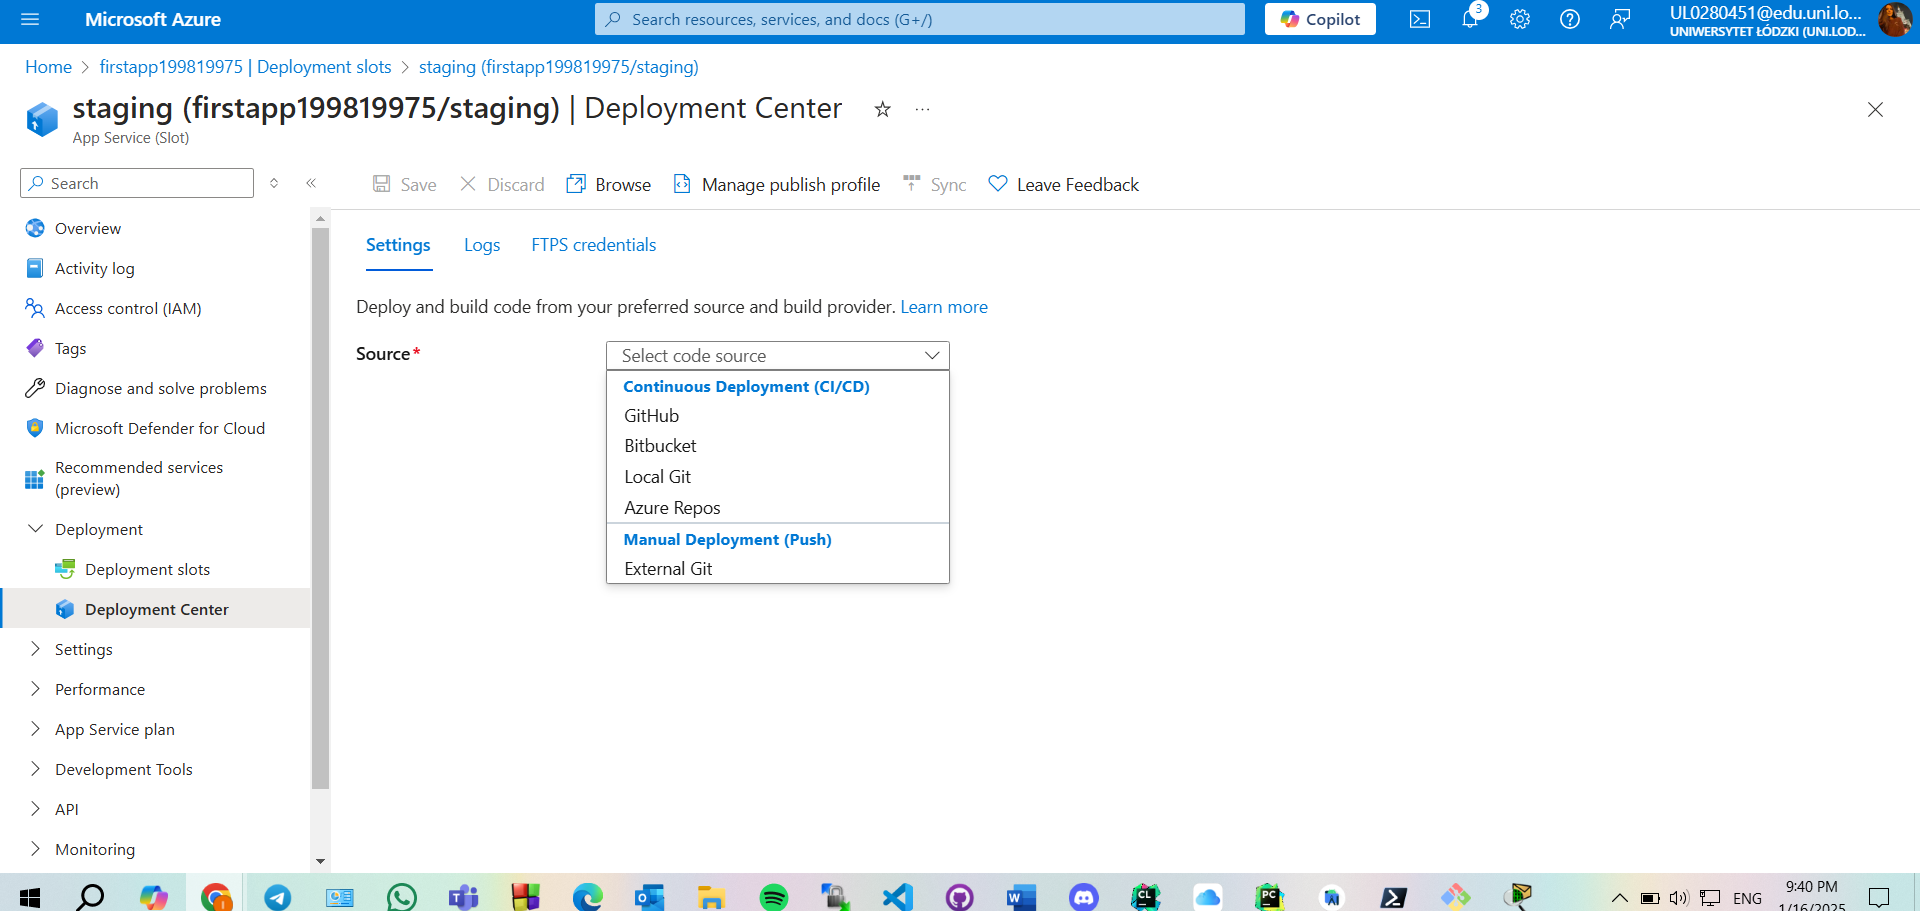 Microsoft Azure
Search resources, services, and docs (G+/)
Copilot
3
UL0280451@edu.uni.lo...
UNIWERSYTET ŁÓDZKI (UNI.LOD...
Home > firstapp199819975 | Deployment slots > staging (firstapp199819975/staging)
staging (firstapp199819975/staging) | Deployment Center
App Service (Slot)
Search
Save
Discard
Browse
Manage publish profile
Sync
Leave Feedback
Overview
Activity log
Access control (IAM)
Tags
Diagnose and solve problems
Microsoft Defender for Cloud
Recommended services
(preview)
Deployment
Deployment slots
Deployment Center
Settings
Performance
App Service plan
Development Tools
API
Monitoring
Settings
Logs
FTPS credentials
Deploy and build code from your preferred source and build provider. Learn more
Source*
Select code source
Continuous Deployment (CI/CD)
GitHub
Bitbucket
Local Git
Azure Repos
Manual Deployment (Push)
External Git
ENG
9:40 PM
1/16/2025